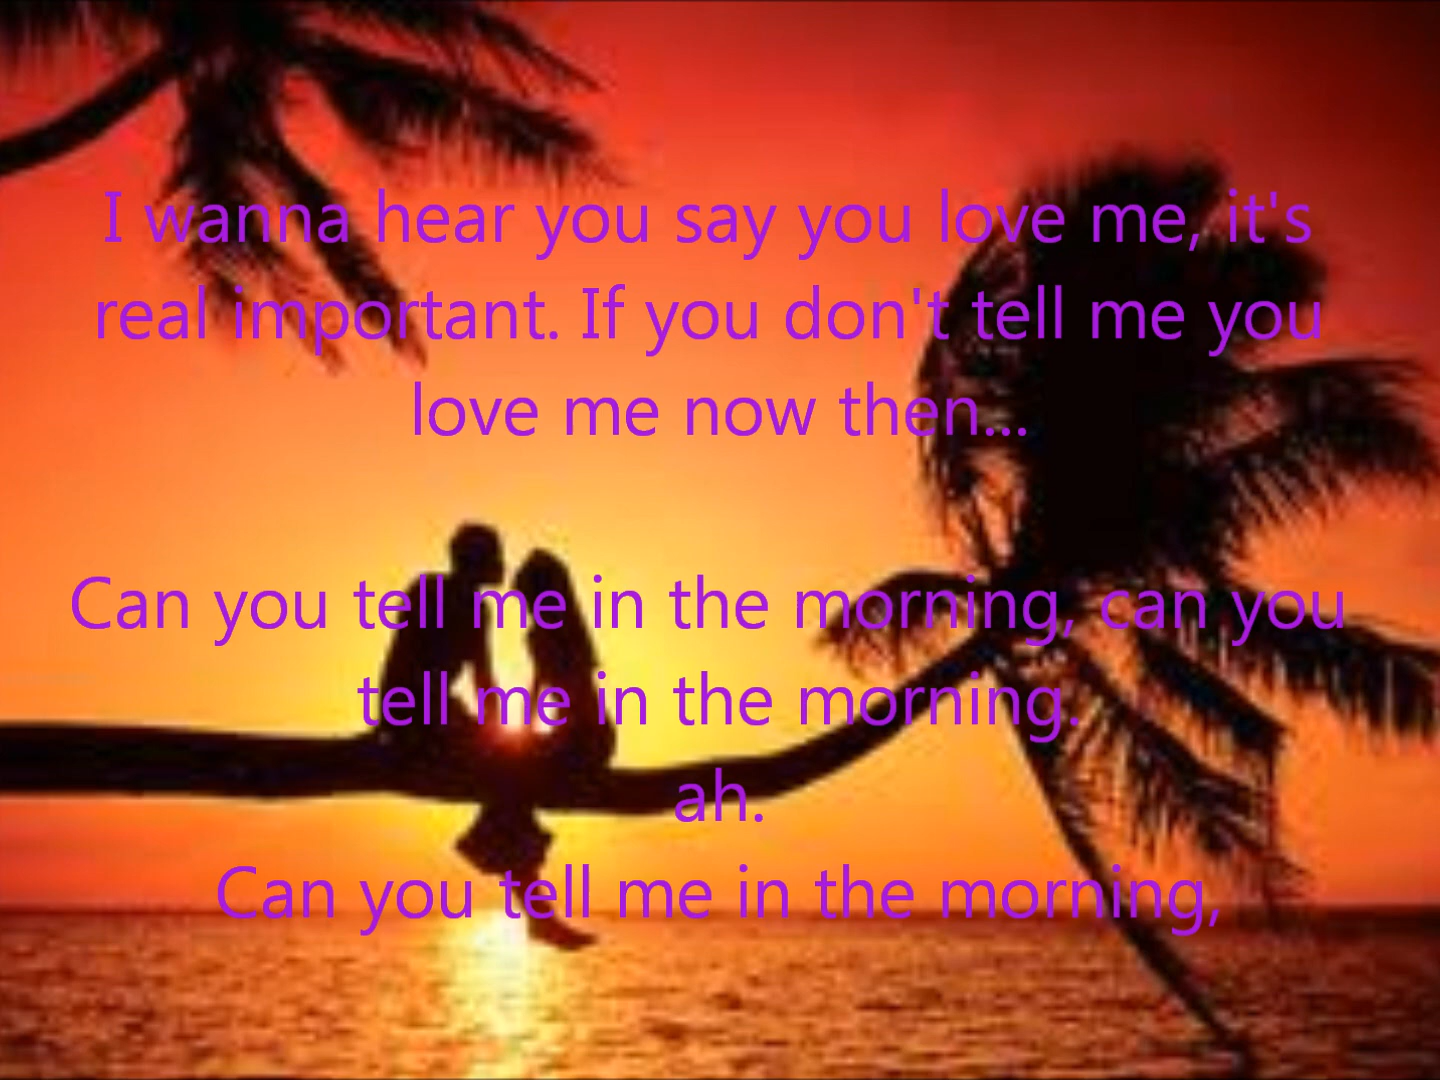 I wanna hear you say you love me, it's
real important. If you don't tell me you
love me now then...
Can you tell me in the morning, can you
tell me in the morning.
ah.
Can you tell me in the morning,